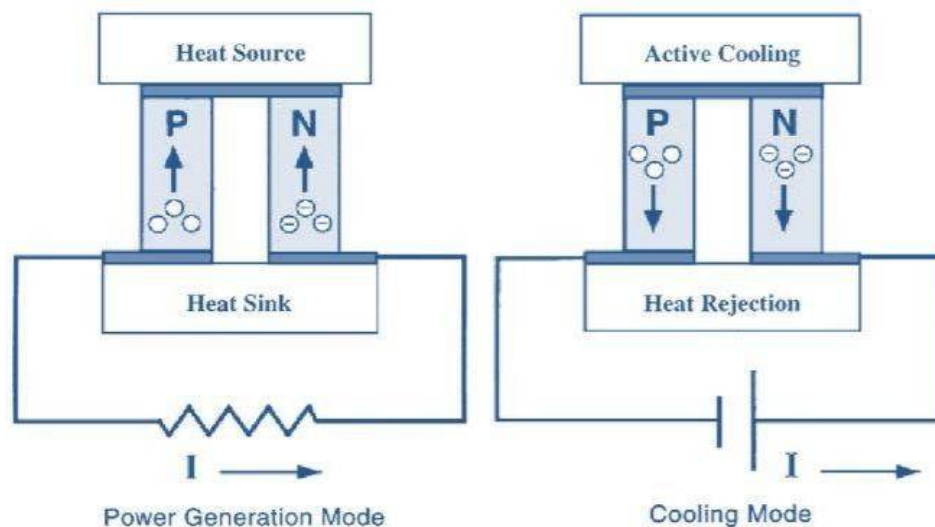 Heat Source
Active Cooling
P
N
P
N
Heat Sink
Heat Rejection
I
I
Power Generation Mode
Cooling Mode